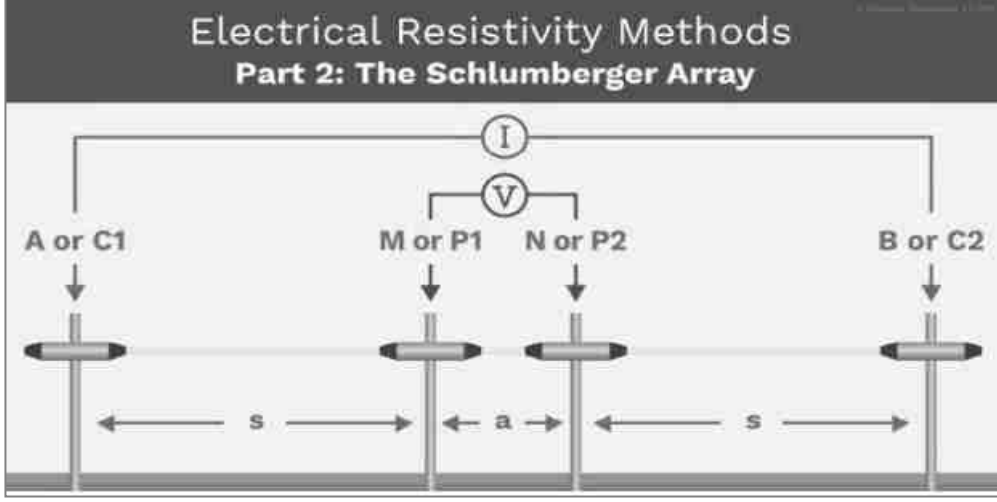 Electrical Resistivity Methods
Part 2: The Schlumberger Array
I
V
A or C1 M or P1 N or P2 B or C2
s a s